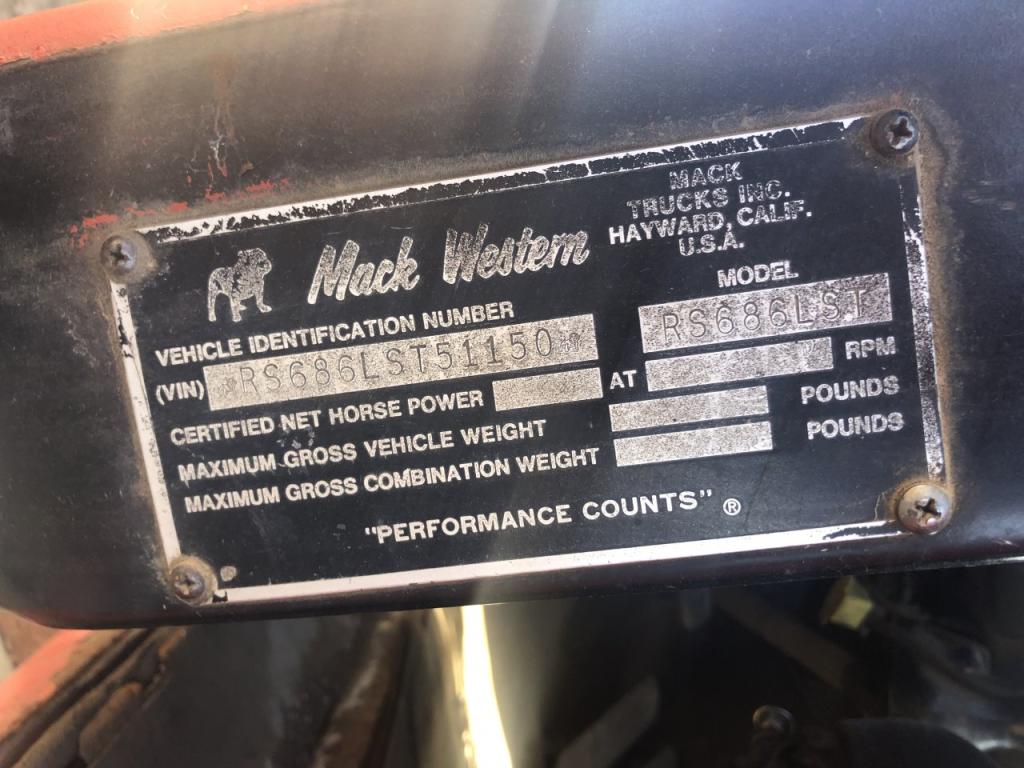 MACK
TRUCKS INC.
HAYWARD, CALIF.
U.S.A.
Mack Western
MODEL
RS686LST
VEHICLE IDENTIFICATION NUMBER
(VIN) RS686LST51150
CERTIFIED NET HORSE POWER AT RPM
MAXIMUM GROSS VEHICLE WEIGHT POUNDS
MAXIMUM GROSS COMBINATION WEIGHT POUNDS
"PERFORMANCE COUNTS" ®